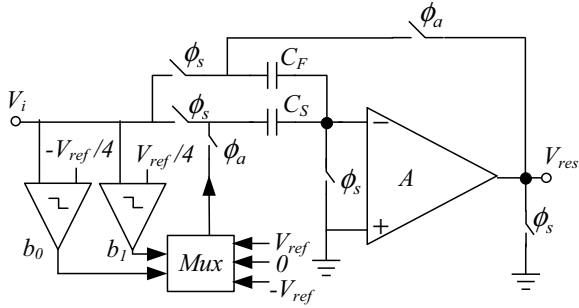 ϕa
ϕs
CF
Vi
ϕs
CS
-Vref/4
Vref/4
ϕa
ϕs
−
+
A
Vres
ϕs
b0
b1
Mux
Vref
0
-Vref